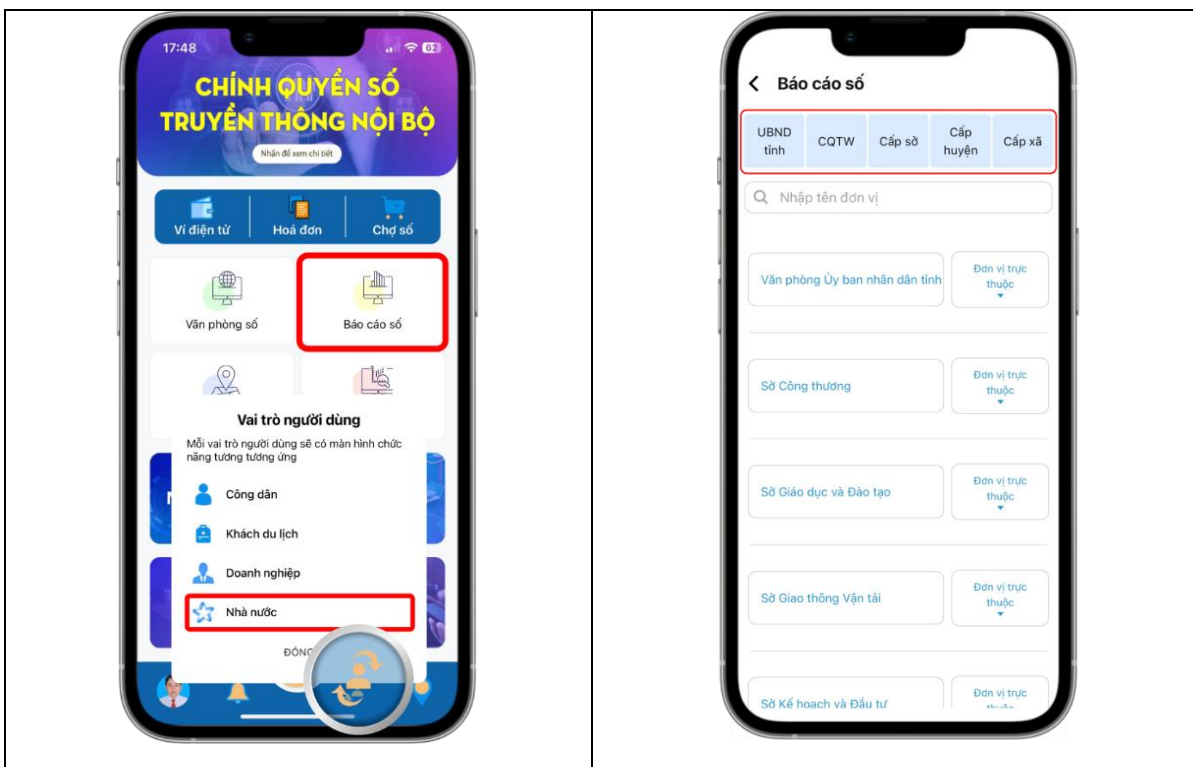 17:48
62
CHÍNH QUYỀN SỐ
TRUYỀN THÔNG NỘI BỘ
Nhấn để xem chi tiết
Ví điện tử
Hoá đơn
Chợ số
Văn phòng số
Báo cáo số
Vai trò người dùng
Mỗi vai trò người dùng sẽ có màn hình chức
năng tương tương ứng
Công dân
Khách du lịch
Doanh nghiệp
Nhà nước
Báo cáo số
UBND
tỉnh
CQTW
Cấp sở
Cấp
huyện
Cấp xã
Nhập tên đơn vị
Văn phòng Ủy ban nhân dân tỉnh
Đơn vị trực
thuộc
Sở Công thương
Đơn vị trực
thuộc
Sở Giáo dục và Đào tạo
Đơn vị trực
thuộc
Sở Giao thông Vận tải
Đơn vị trực
thuộc
Sở Kế hoạch và Đầu tư
Đơn vị trực
thuộc